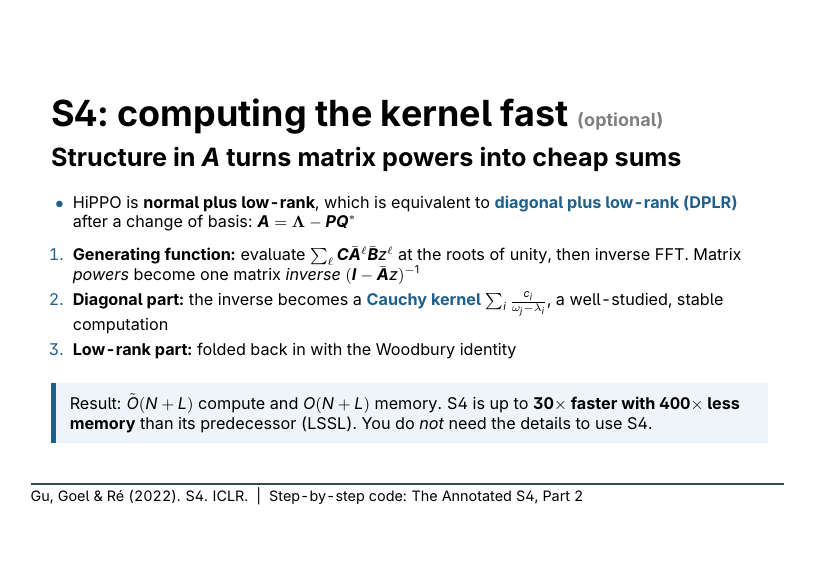 S4: computing the kernel fast (optional)
Structure in A turns matrix powers into cheap sums
• HiPPO is normal plus low-rank, which is equivalent to diagonal plus low-rank (DPLR)
after a change of basis: A = Λ − PQ*
1. Generating function: evaluate ∑_ℓ C̄Ā^ℓB̄z^ℓ at the roots of unity, then inverse FFT. Matrix
powers become one matrix inverse (I − Āz)⁻¹
2. Diagonal part: the inverse becomes a Cauchy kernel ∑_i c_i/(ω_j−λ_i), a well-studied, stable
computation
3. Low-rank part: folded back in with the Woodbury identity
Result: Õ(N + L) compute and O(N + L) memory. S4 is up to 30× faster with 400× less
memory than its predecessor (LSSL). You do not need the details to use S4.
Gu, Goel & Ré (2022). S4. ICLR. | Step-by-step code: The Annotated S4, Part 2